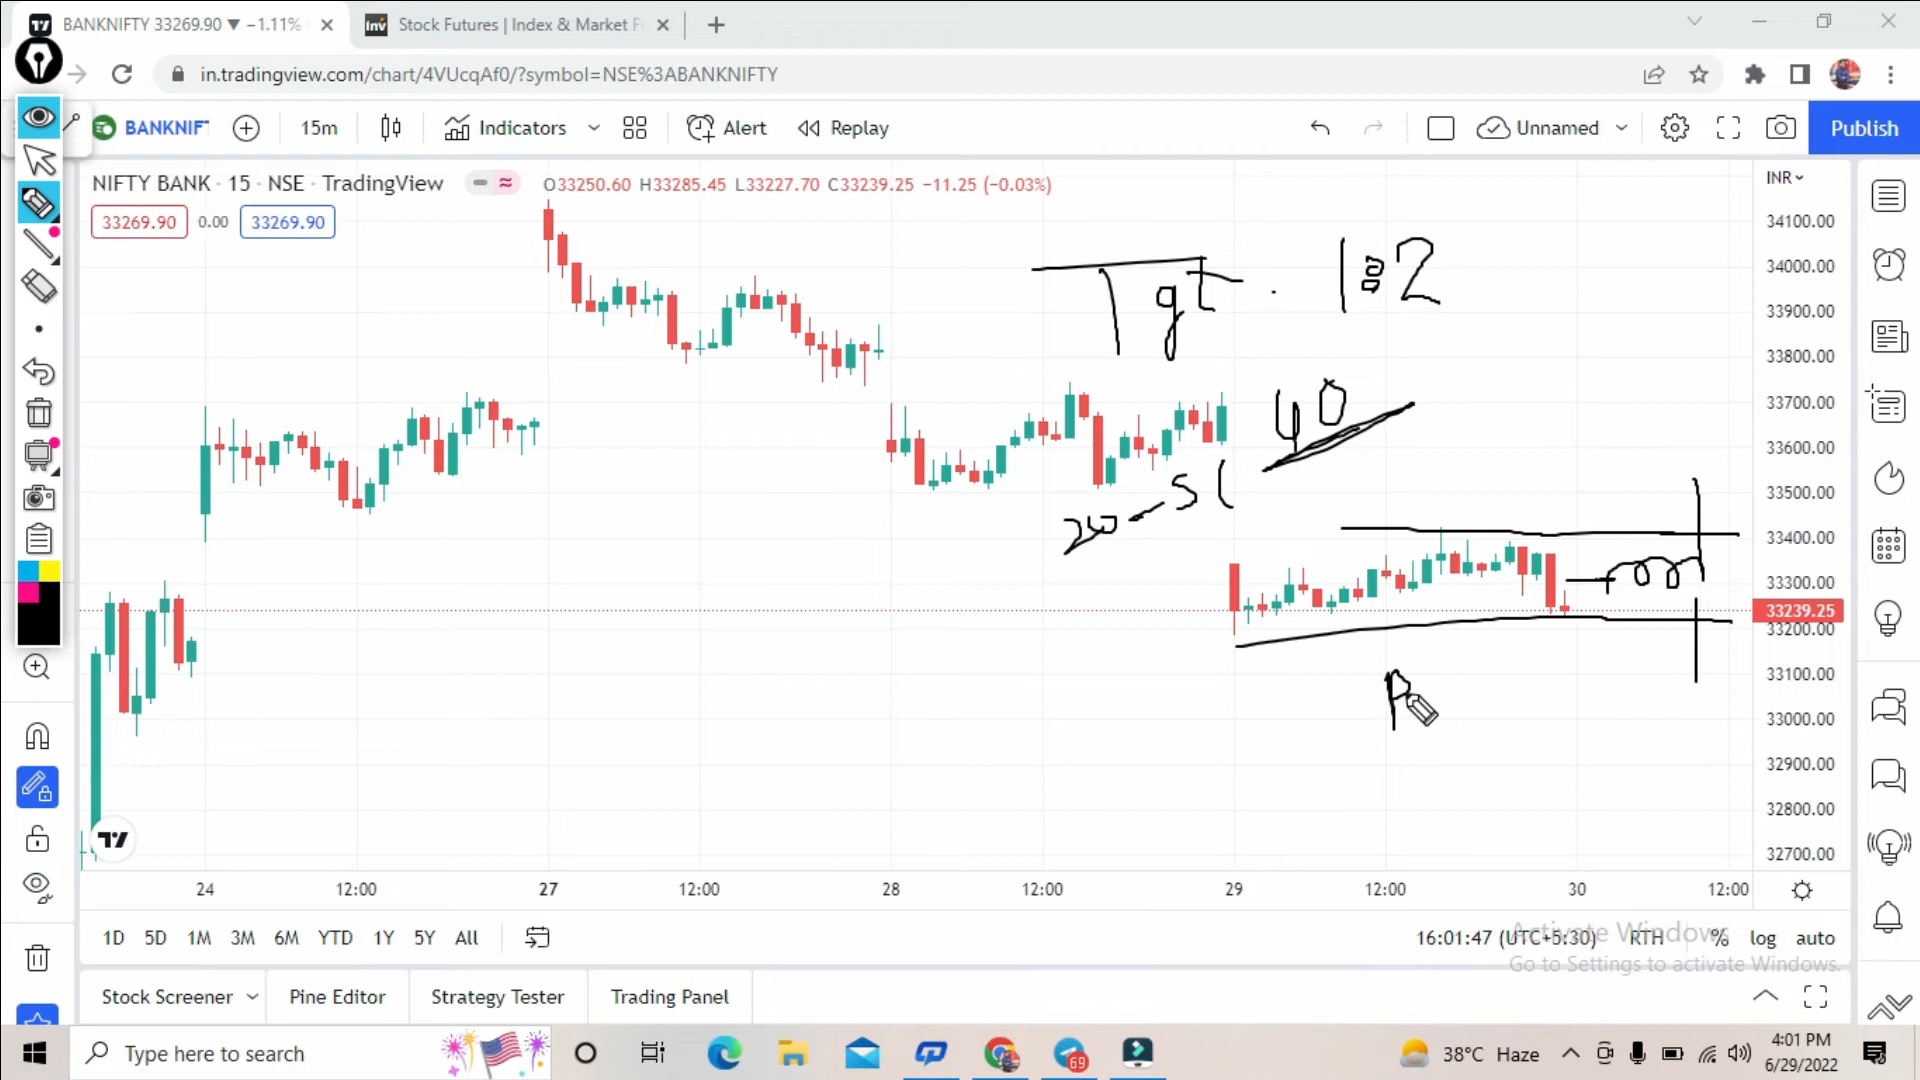 BANKNIFTY 33269.90 ▼ −1.11%
Stock Futures | Index & Market F
in.tradingview.com/chart/4VUcqAf0/?symbol=NSE%3ABANKNIFTY
BANKNIF
15m
Indicators
Alert
Replay
Unnamed
Publish
NIFTY BANK · 15 · NSE · TradingView
O33250.60 H33285.45 L33227.70 C33239.25 −11.25 (−0.03%)
INR
33269.90 0.00 33269.90
Tgt. 1:2
40
20 - Sl
34100.00
34000.00
33900.00
33800.00
33700.00
33600.00
33500.00
33400.00
33300.00
33239.25
33200.00
33100.00
33000.00
32900.00
32800.00
32700.00
24 12:00 27 12:00 28 12:00 29 12:00 30 12:00
1D 5D 1M 3M 6M YTD 1Y 5Y All
16:01:47 (UTC+5:30) RTH % log auto
Activate Windows
Go to Settings to activate Windows.
Stock Screener
Pine Editor
Strategy Tester
Trading Panel
Type here to search
69
38°C Haze
4:01 PM
6/29/2022